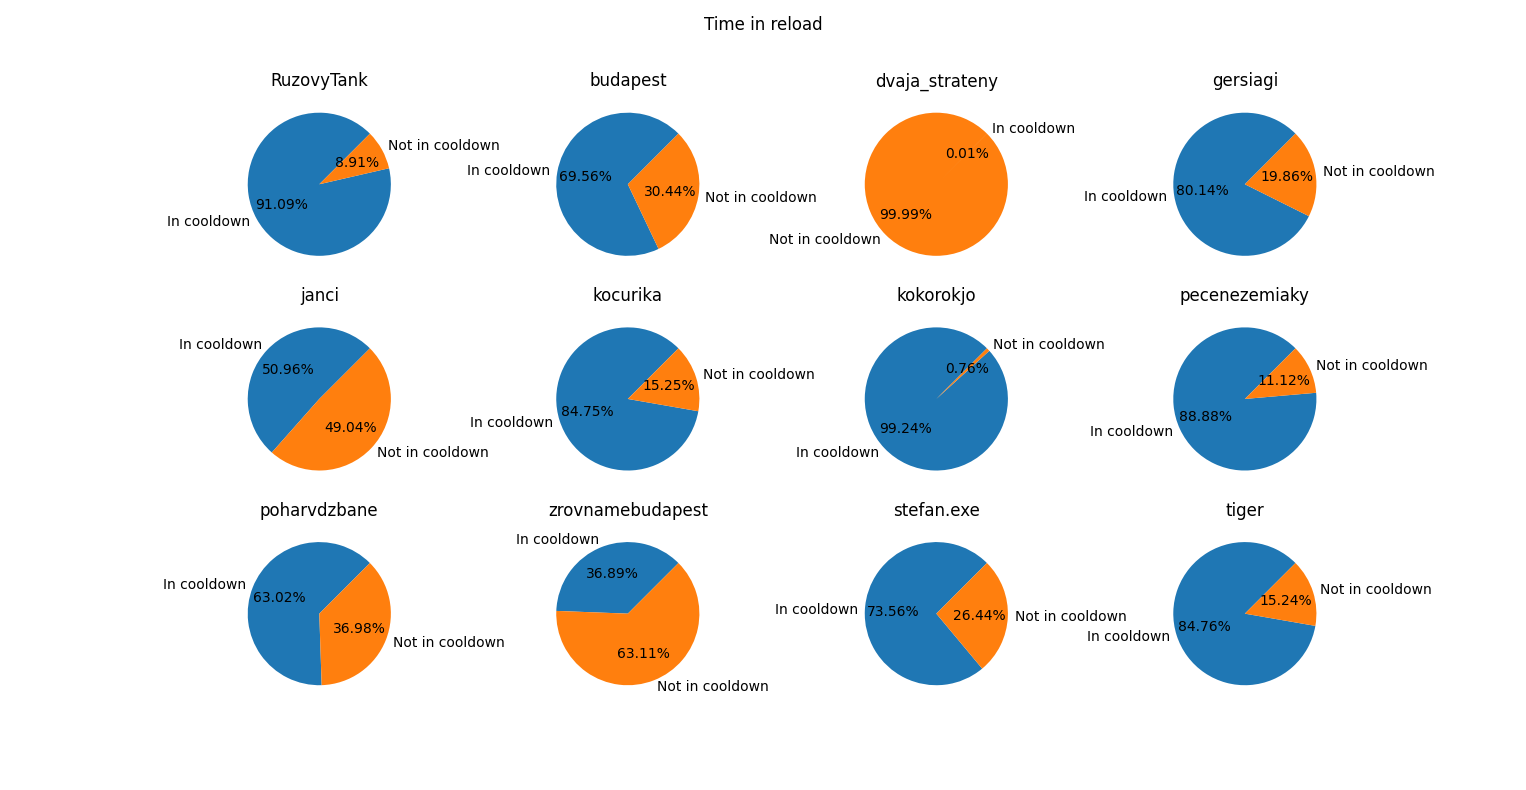 Time in reload
RuzovyTank
Not in cooldown
8.91%
91.09%
In cooldown
budapest
In cooldown
69.56%
30.44%
Not in cooldown
dvaja_strateny
In cooldown
0.01%
99.99%
Not in cooldown
gersiagi
Not in cooldown
19.86%
80.14%
In cooldown
janci
In cooldown
50.96%
49.04%
Not in cooldown
kocurika
Not in cooldown
15.25%
84.75%
In cooldown
kokorokjo
Not in cooldown
0.76%
99.24%
In cooldown
pecenezemiaky
Not in cooldown
11.12%
88.88%
In cooldown
poharvdzbane
In cooldown
63.02%
36.98%
Not in cooldown
zrovnamebudapest
In cooldown
36.89%
63.11%
Not in cooldown
stefan.exe
In cooldown
73.56%
26.44%
Not in cooldown
tiger
Not in cooldown
15.24%
84.76%
In cooldown